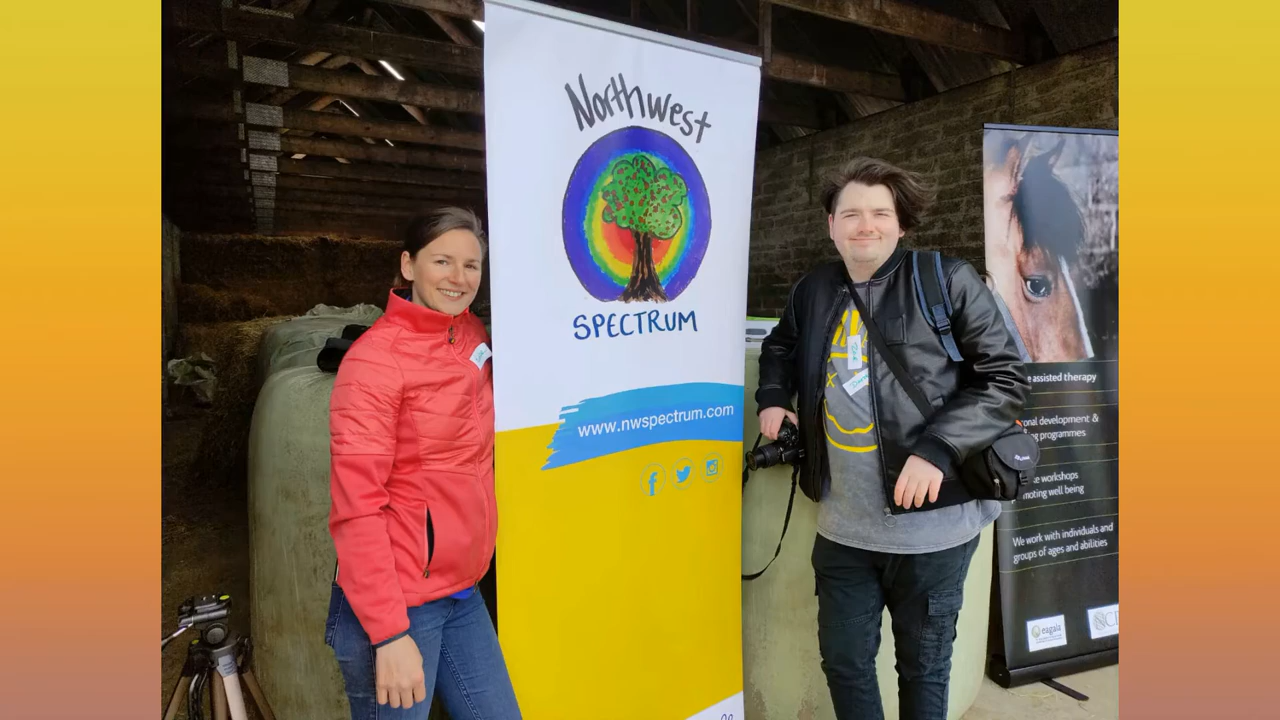 Northwest
SPECTRUM
www.nwspectrum.com
assisted therapy
onal development &
programmes
workshops
moting well being
We work with individuals and
groups of ages and abilities
eagala